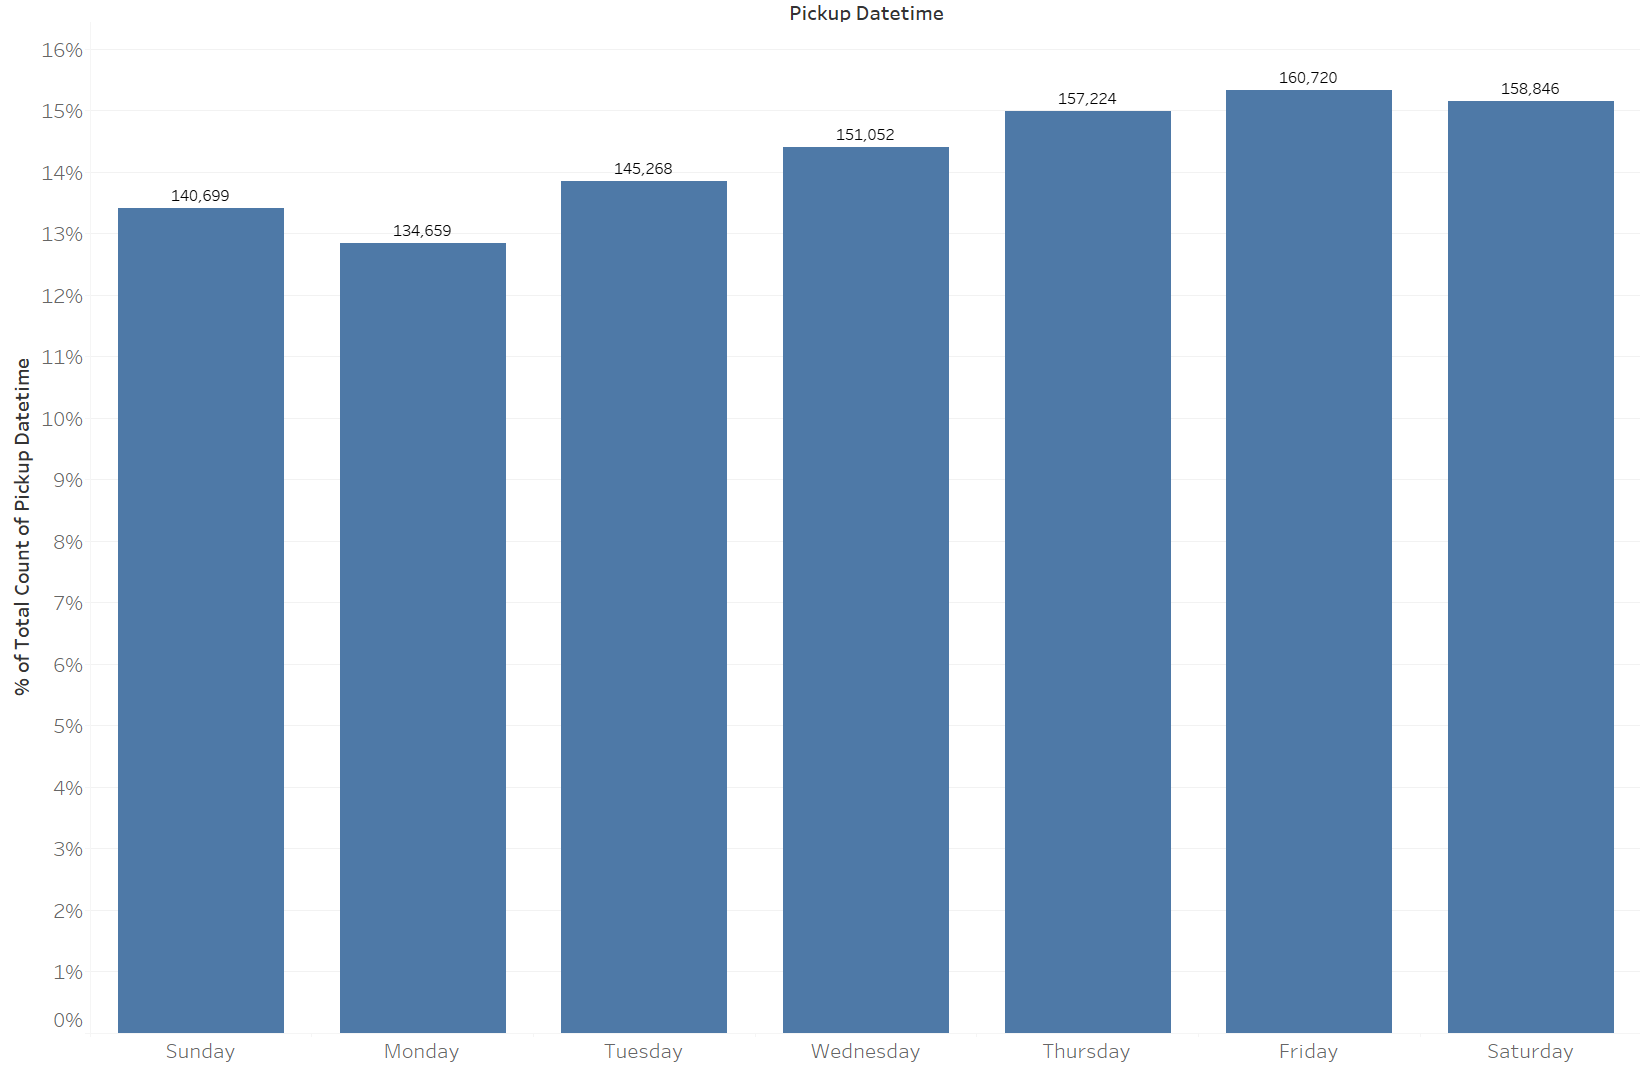 Pickup Datetime
% of Total Count of Pickup Datetime
16%
15%
14%
13%
12%
11%
10%
9%
8%
7%
6%
5%
4%
3%
2%
1%
0%
140,699
134,659
145,268
151,052
157,224
160,720
158,846
Sunday
Monday
Tuesday
Wednesday
Thursday
Friday
Saturday